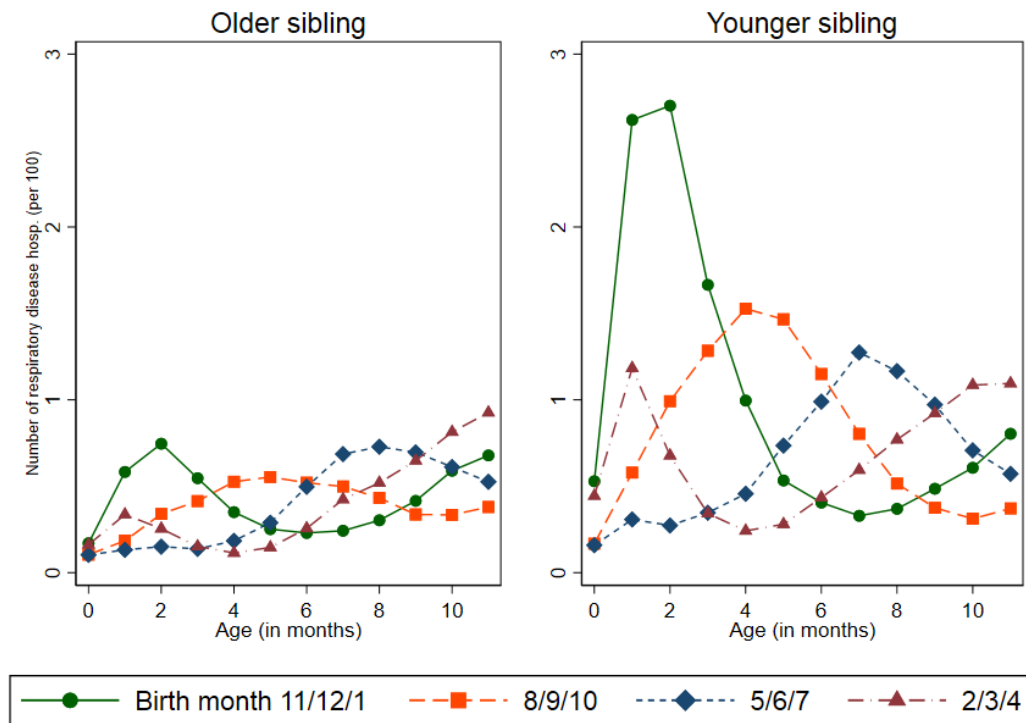 Older sibling
Younger sibling
Number of respiratory disease hosp. (per 100)
3
2
1
0
0 2 4 6 8 10
Age (in months)
3
2
1
0
0 2 4 6 8 10
Age (in months)
Birth month 11/12/1 8/9/10 5/6/7 2/3/4